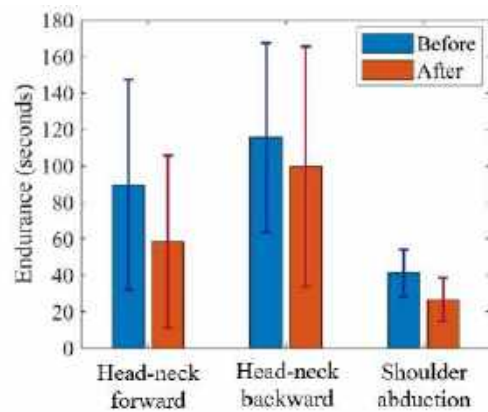 180
160
140
120
100
80
60
40
20
0
Endurance (seconds)
Before
After
Head-neck
forward
Head-neck
backward
Shoulder
abduction